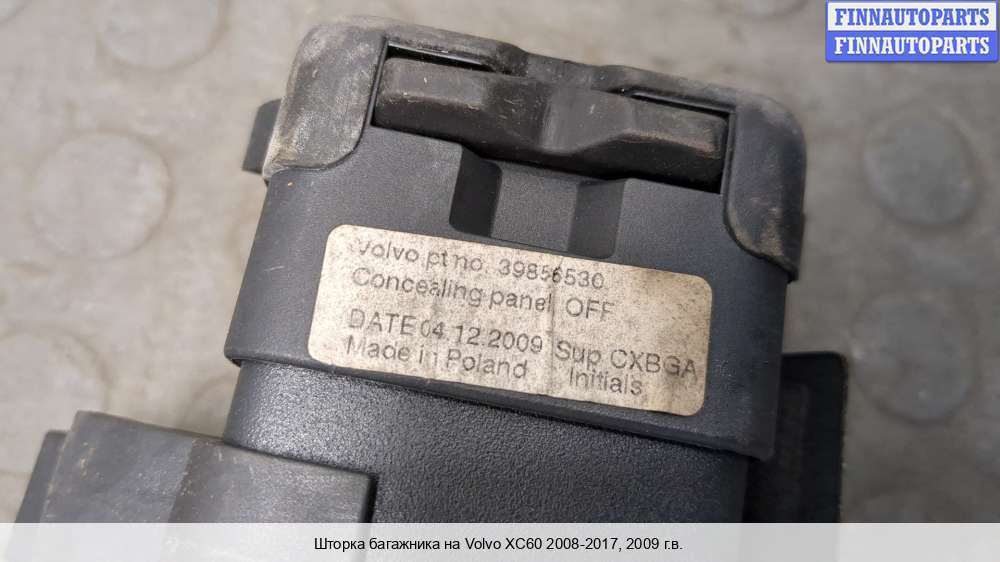 FINNAUTOPARTS
FINNAUTOPARTS
Volvo pt no. 39856530
Concealing panel OFF
DATE 04.12.2009 Sup CXBGA
Made in Poland Initials
Шторка багажника на Volvo XC60 2008-2017, 2009 г.в.